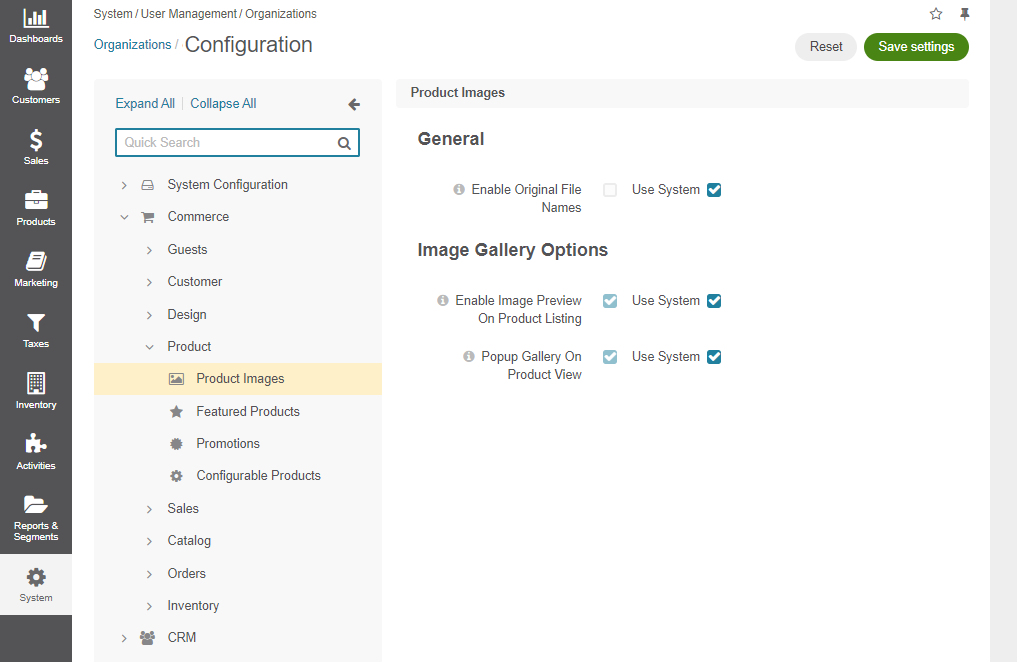 Dashboards
Customers
Sales
Products
Marketing
Taxes
Inventory
Activities
Reports &
Segments
System
System / User Management / Organizations
Organizations / Configuration
Reset
Save settings
Expand All | Collapse All
Quick Search
System Configuration
Commerce
Guests
Customer
Design
Product
Product Images
Featured Products
Promotions
Configurable Products
Sales
Catalog
Orders
Inventory
CRM
Product Images
General
Enable Original File
Names
Use System
Image Gallery Options
Enable Image Preview
On Product Listing
Use System
Popup Gallery On
Product View
Use System